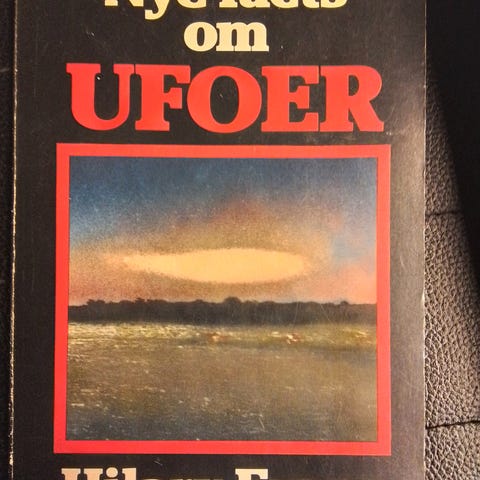 Nye facts
om
UFOER
Hilary